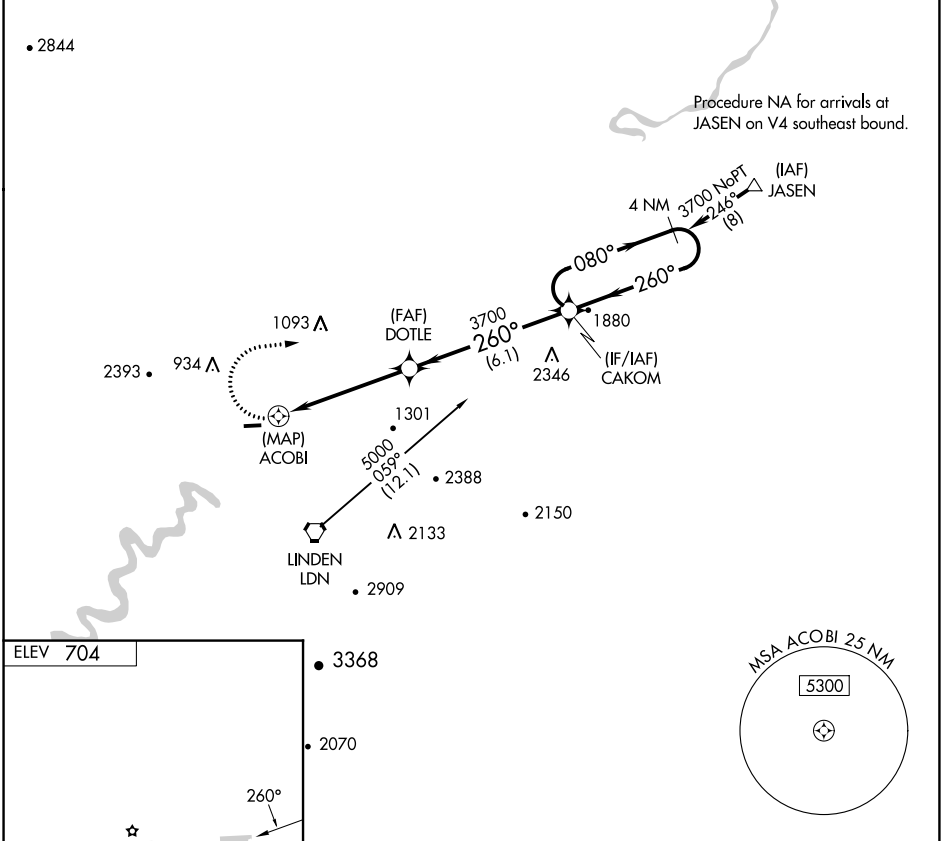 2844
Procedure NA for arrivals at
JASEN on V4 southeast bound.
(IAF)
JASEN
3700 NoPT
246°
(8)
4 NM
080°
260°
1880
(IF/IAF)
CAKOM
2346
3700
260°
(6.1)
(FAF)
DOTLE
1093
934
2393
(MAP)
ACOBI
1301
5000
059°
(12.1)
2388
2150
2133
LINDEN
LDN
2909
ELEV 704
3368
2070
260°
MSA ACOBI 25 NM
5300